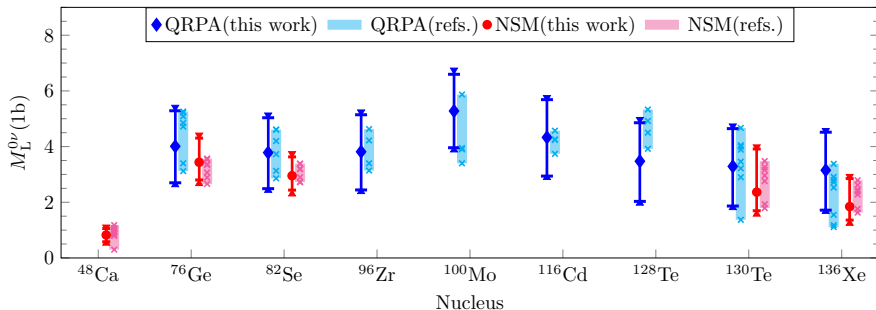 8
QRPA(this work) QRPA(refs.) NSM(this work) NSM(refs.)
6
4
2
0
M_L^{0ν}(1b)
⁴⁸Ca ⁷⁶Ge ⁸²Se ⁹⁶Zr ¹⁰⁰Mo ¹¹⁶Cd ¹²⁸Te ¹³⁰Te ¹³⁶Xe
Nucleus